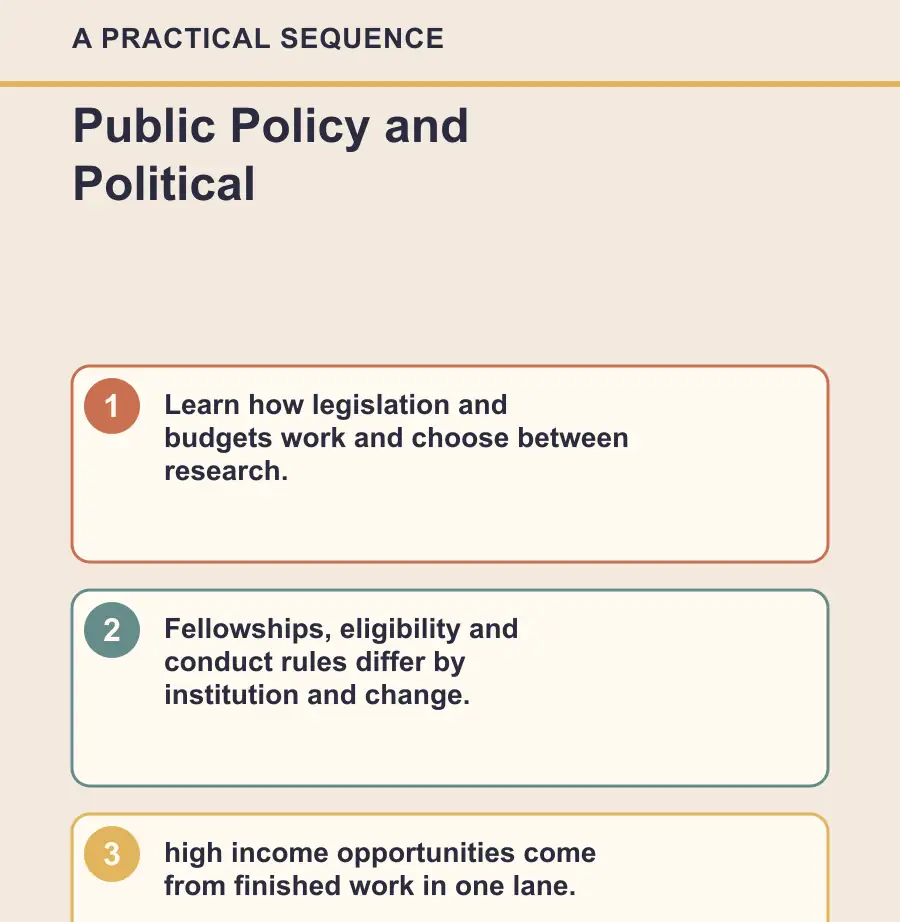 A PRACTICAL SEQUENCE
Public Policy and
Political
1
Learn how legislation and
budgets work and choose between
research.
2
Fellowships, eligibility and
conduct rules differ by
institution and change.
3
high income opportunities come
from finished work in one lane.